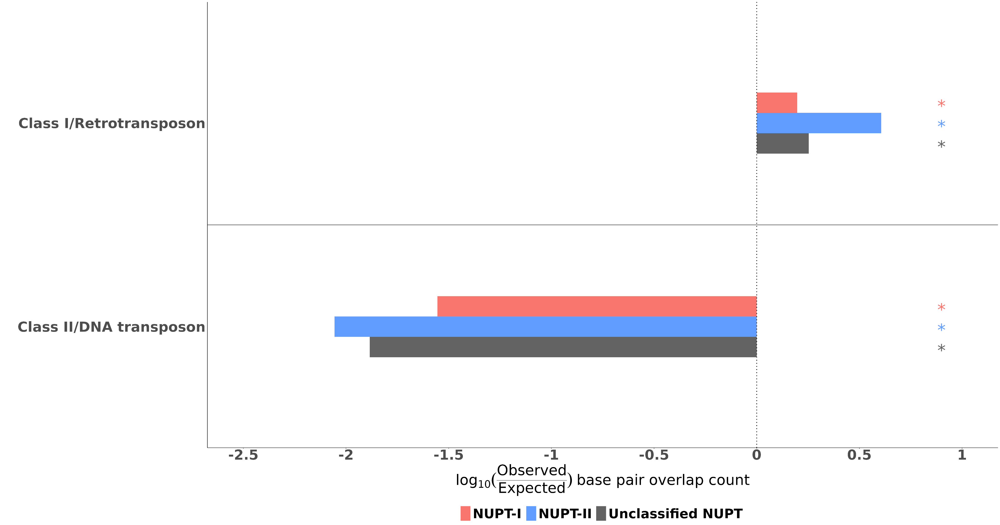 Class I/Retrotransposon
*
*
*
Class II/DNA transposon
*
*
*
-2.5 -2 -1.5 -1 -0.5 0 0.5 1
log10(Observed/Expected) base pair overlap count
NUPT-I NUPT-II Unclassified NUPT